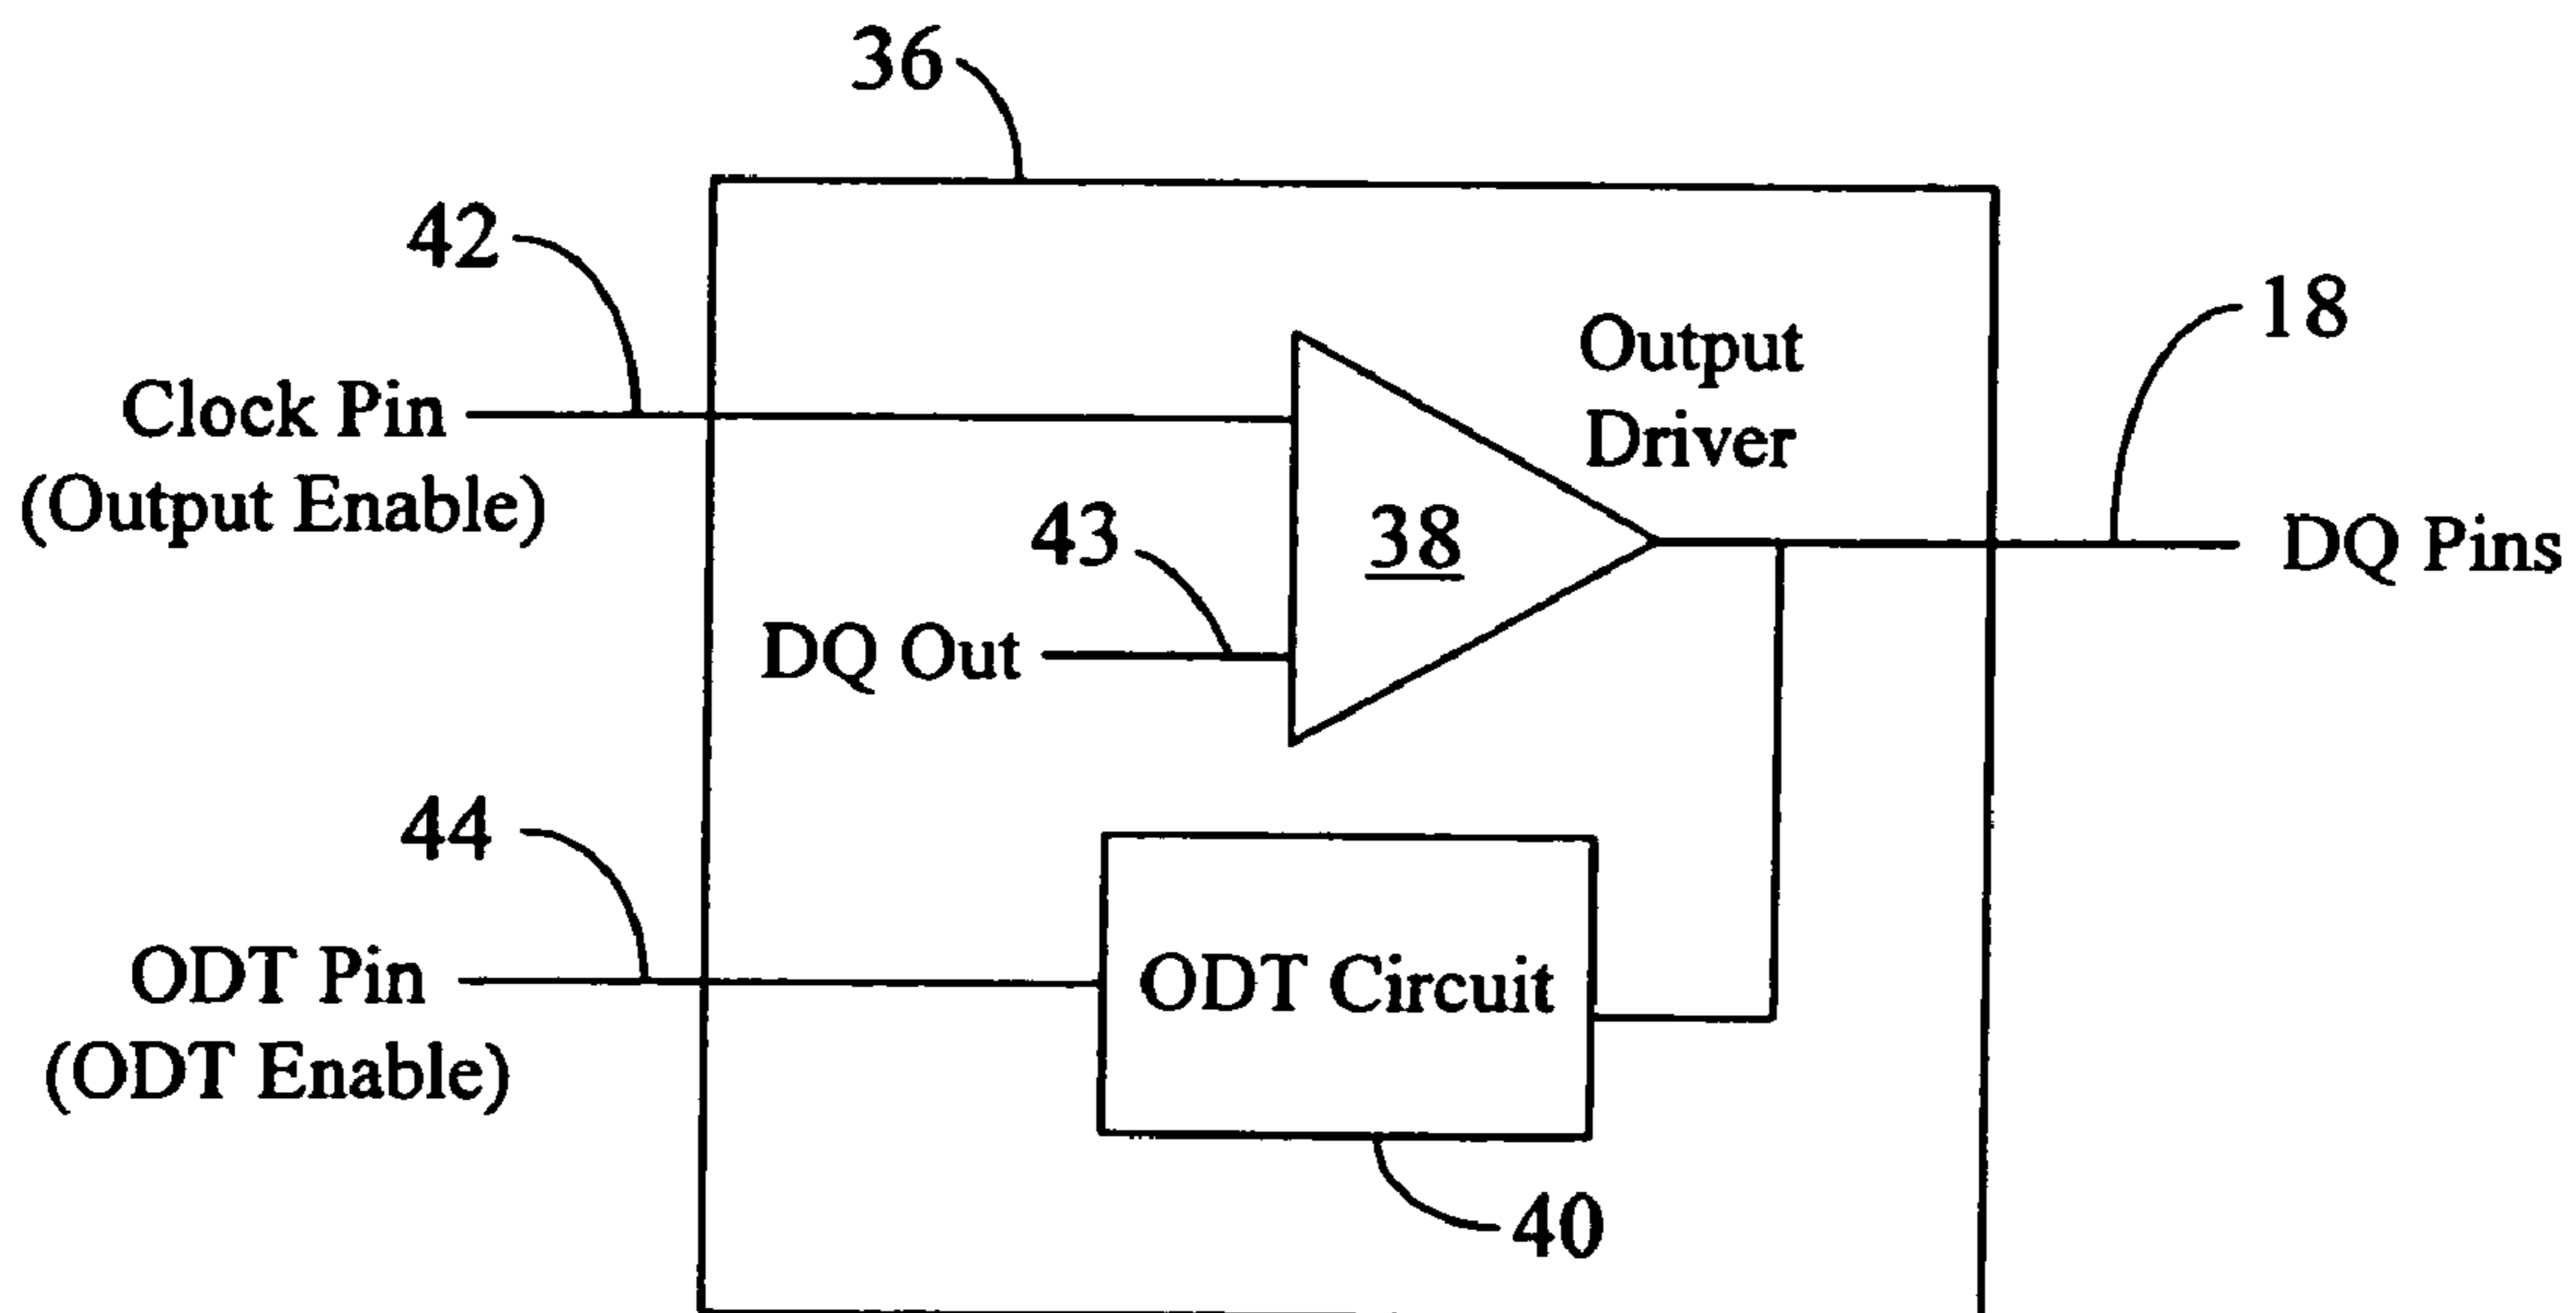 36
42
18
Clock Pin
(Output Enable)
Output
Driver
43
38
DQ Pins
DQ Out
44
ODT Pin
(ODT Enable)
ODT Circuit
40